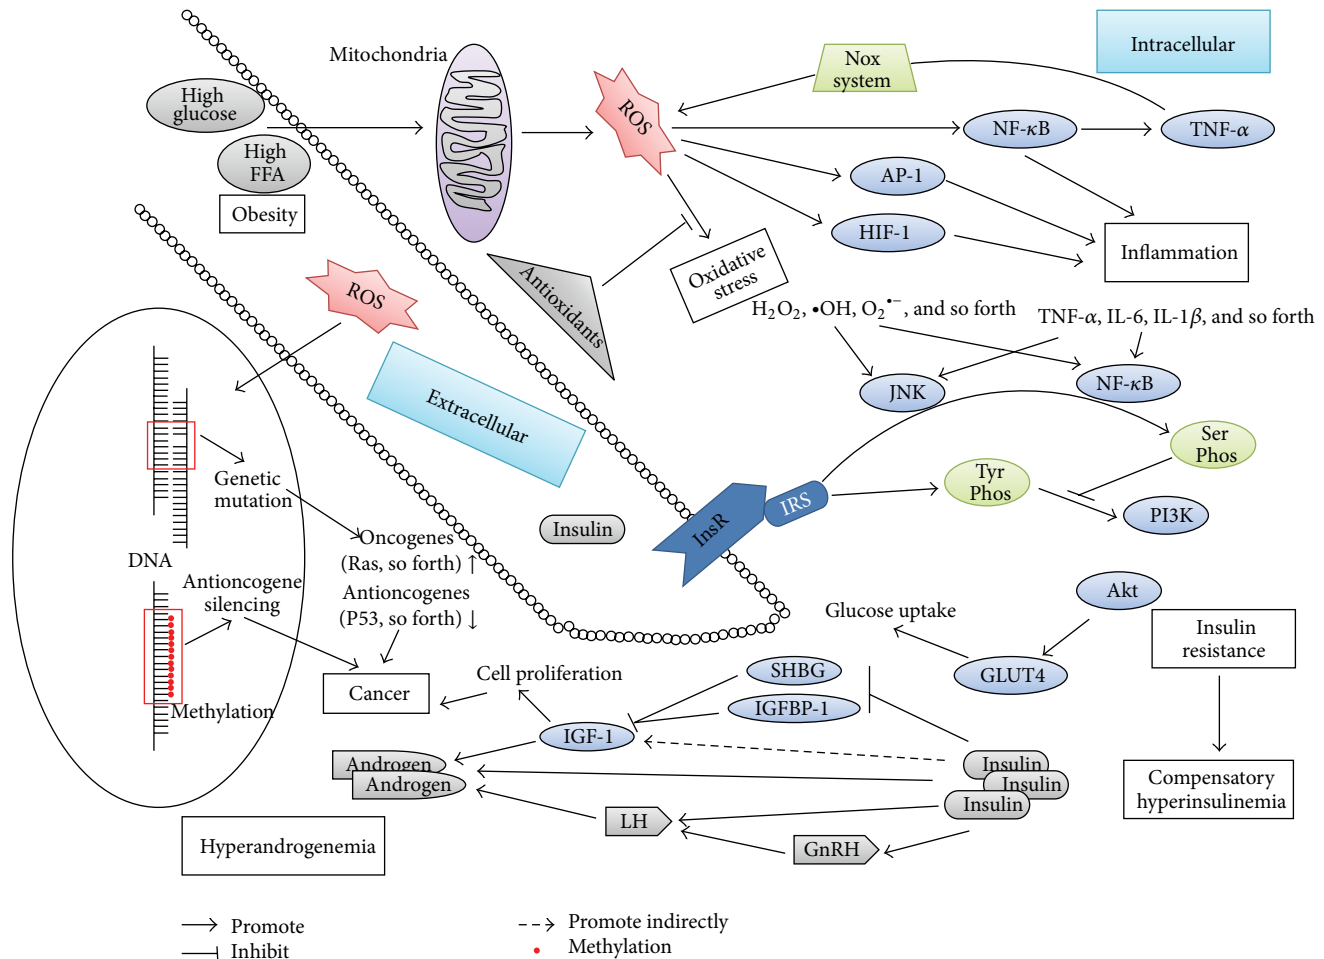 Mitochondria
High
glucose
High
FFA
Obesity
ROS
Nox
system
Intracellular
NF-κB
TNF-α
AP-1
HIF-1
Inflammation
Oxidative
stress
Antioxidants
H₂O₂, •OH, O₂•⁻, and so forth
TNF-α, IL-6, IL-1β, and so forth
JNK
NF-κB
ROS
Extracellular
Ser
Phos
Tyr
Phos
PI3K
IRS
InsR
Insulin
Genetic
mutation
DNA
Oncogenes
(Ras, so forth) ↑
Antioncogenes
(P53, so forth) ↓
Antioncogene
silencing
Methylation
Cancer
Cell proliferation
Glucose uptake
Akt
GLUT4
Insulin
resistance
SHBG
IGFBP-1
IGF-1
Androgen
Androgen
Insulin
Insulin
Insulin
LH
GnRH
Compensatory
hyperinsulinemia
Hyperandrogenemia
Promote
Inhibit
Promote indirectly
Methylation